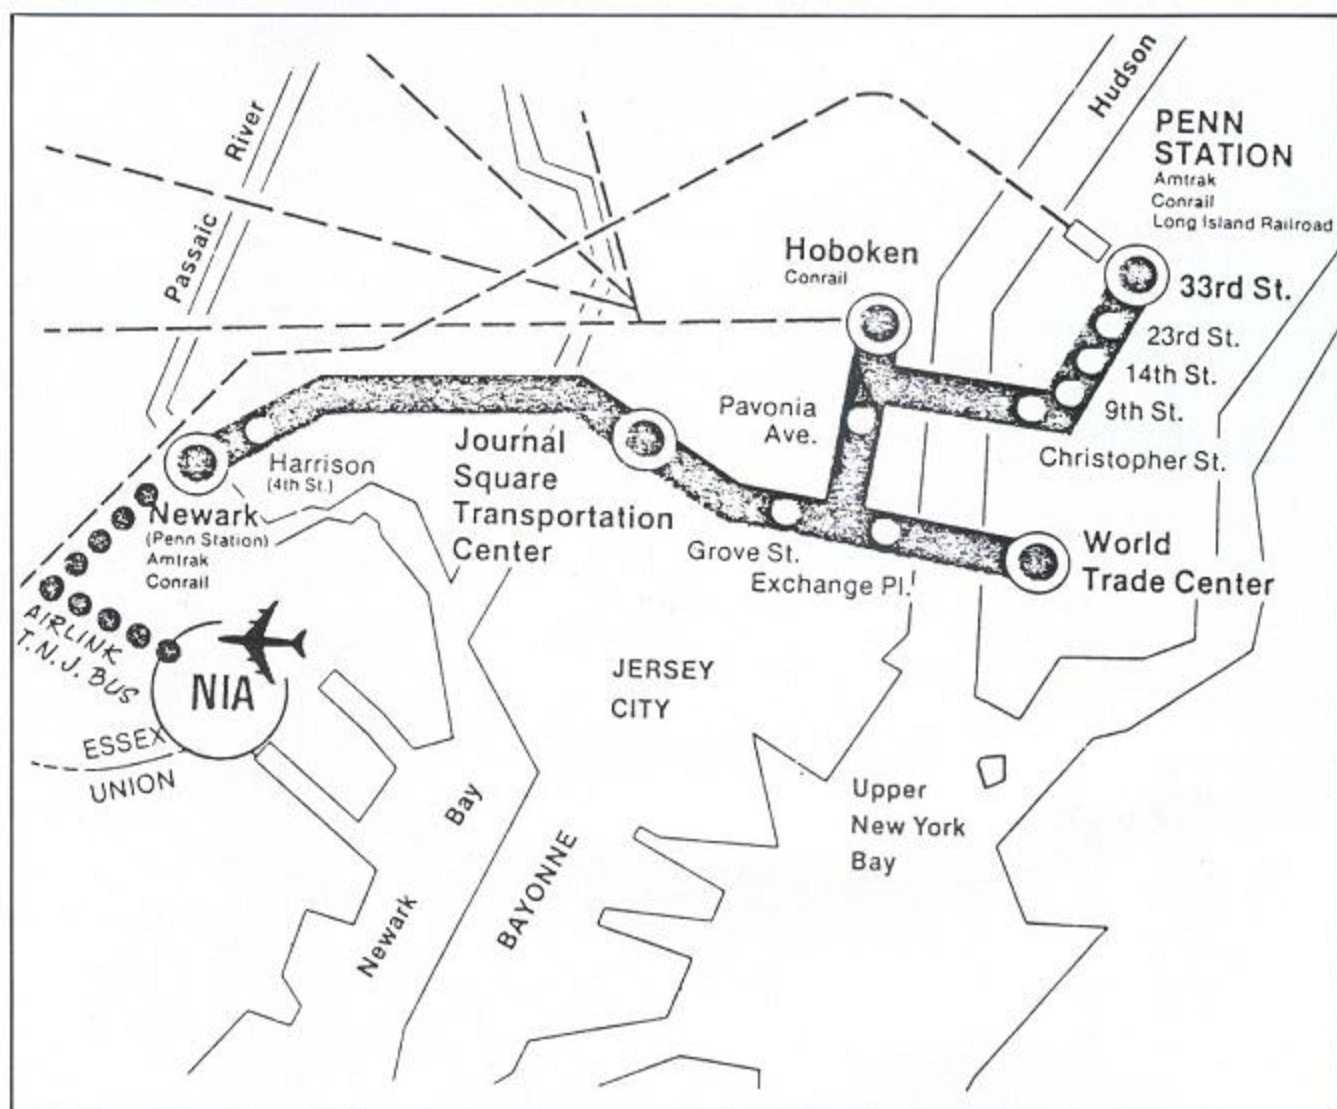 Hudson
PENN
STATION
Amtrak
Conrail
Long Island Railroad
River
Passaic
Hoboken
Conrail
33rd St.
23rd St.
14th St.
9th St.
Christopher St.
Pavonia
Ave.
Harrison
(4th St.)
Journal
Square
Transportation
Center
Newark
(Penn Station)
Amtrak
Conrail
Grove St.
Exchange Pl.
World
Trade Center
AIRLINK
T.N.J. BUS
NIA
ESSEX
UNION
JERSEY
CITY
Upper
New York
Bay
Bay
Newark
BAYONNE